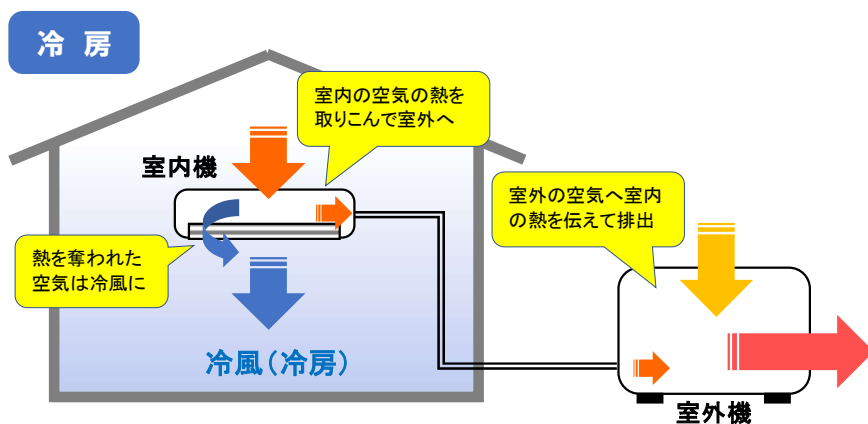 冷 房
室内の空気の熱を
取りこんで室外へ
室内機
室外の空気へ室内
の熱を伝えて排出
熱を奪われた
空気は冷風に
冷風(冷房)
室外機